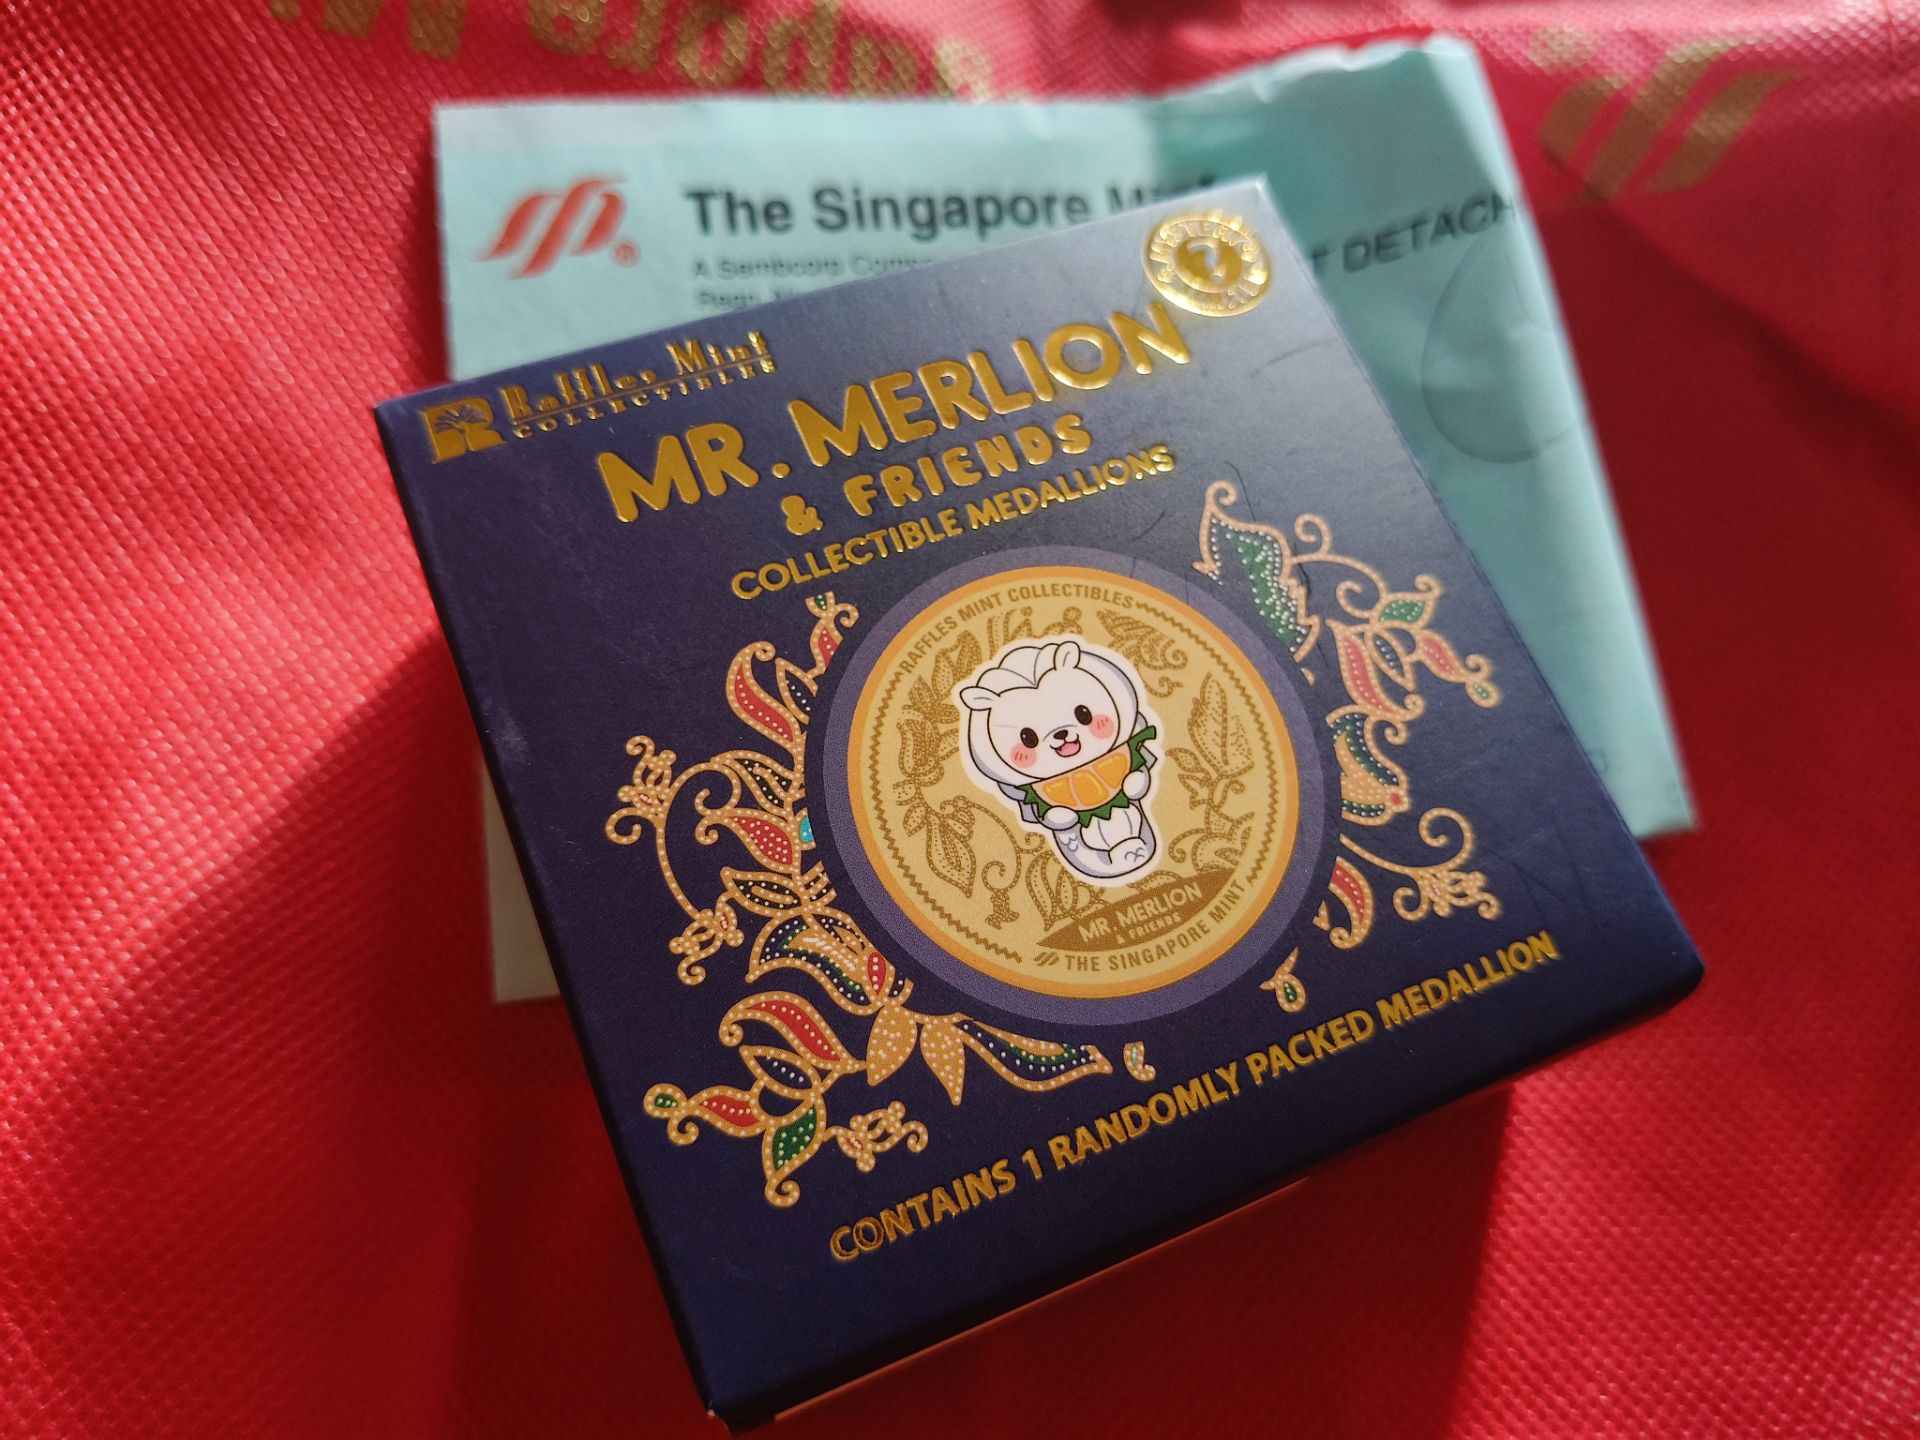 The Singapore
DETACH
Raffles Mint
COLLECTIBLES
MR. MERLION
& FRIENDS
COLLECTIBLE MEDALLIONS
RAFFLES MINT COLLECTIBLES
MR. MERLION
& FRIENDS
THE SINGAPORE MINT
CONTAINS 1 RANDOMLY PACKED MEDALLION